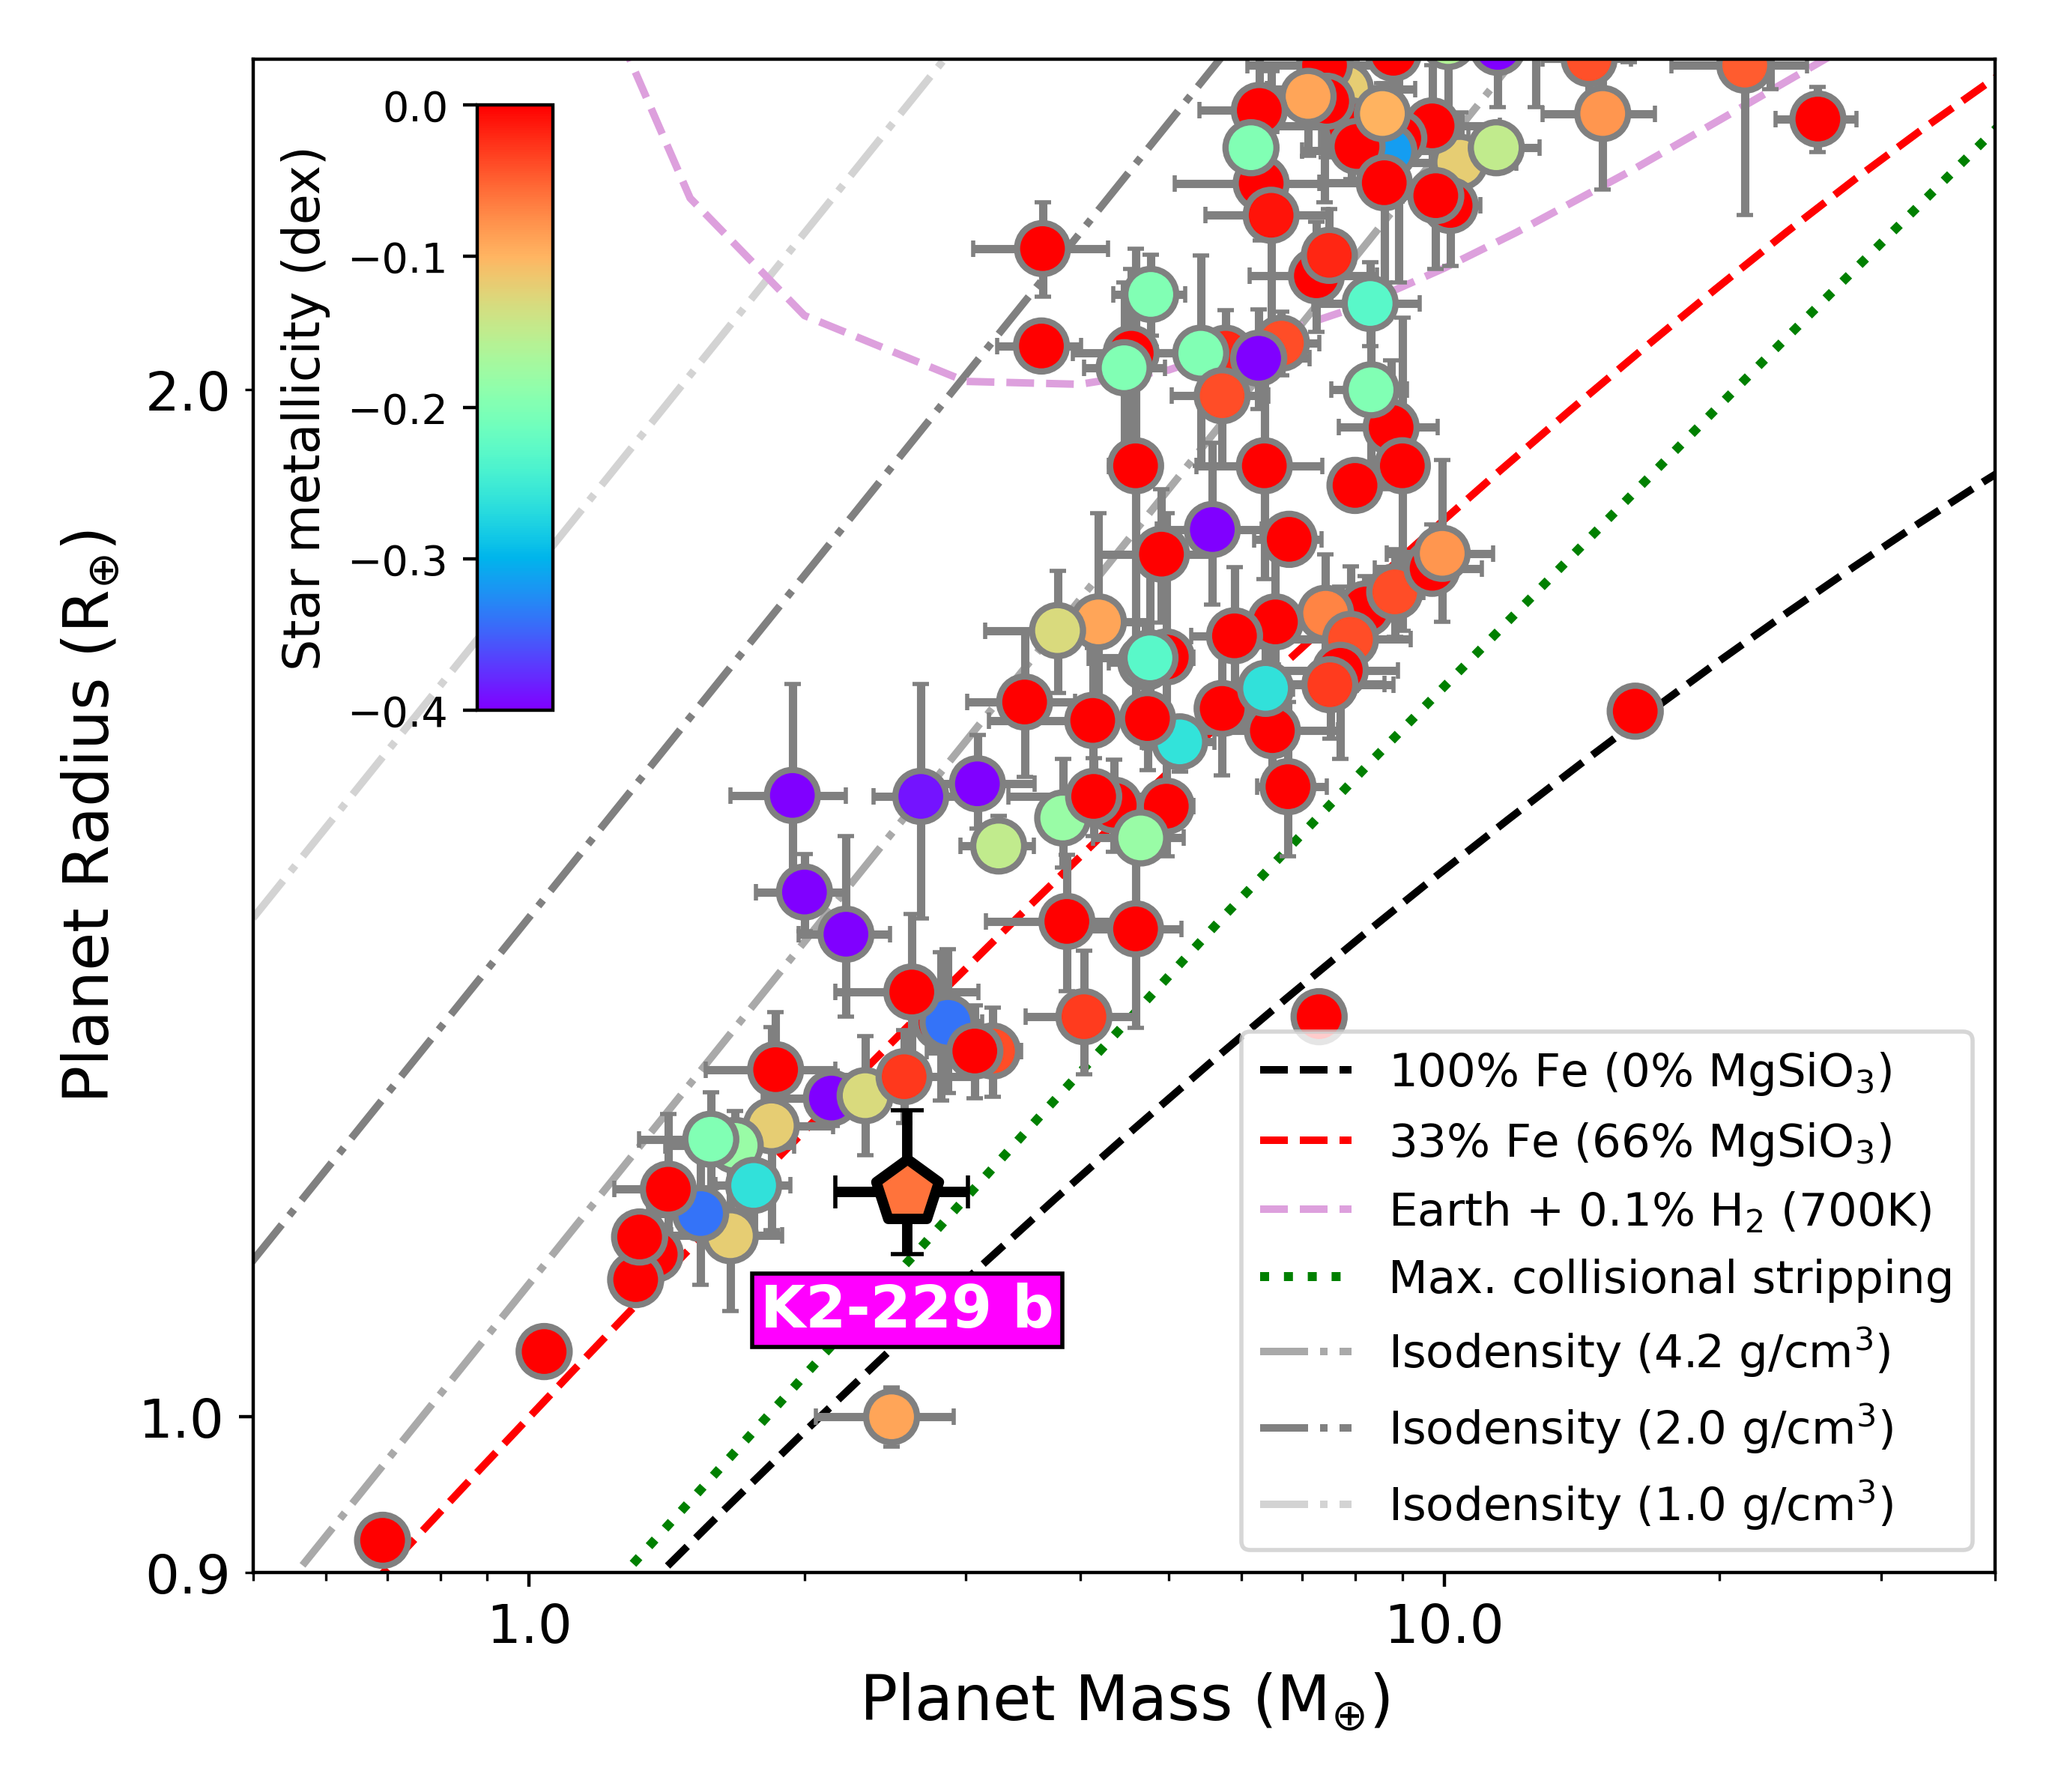 0.0
−0.1
−0.2
−0.3
−0.4
Star metallicity (dex)
2.0
1.0
0.9
Planet Radius (R⊕)
K2-229 b
100% Fe (0% MgSiO₃)
33% Fe (66% MgSiO₃)
Earth + 0.1% H₂ (700K)
Max. collisional stripping
Isodensity (4.2 g/cm³)
Isodensity (2.0 g/cm³)
Isodensity (1.0 g/cm³)
1.0
10.0
Planet Mass (M⊕)